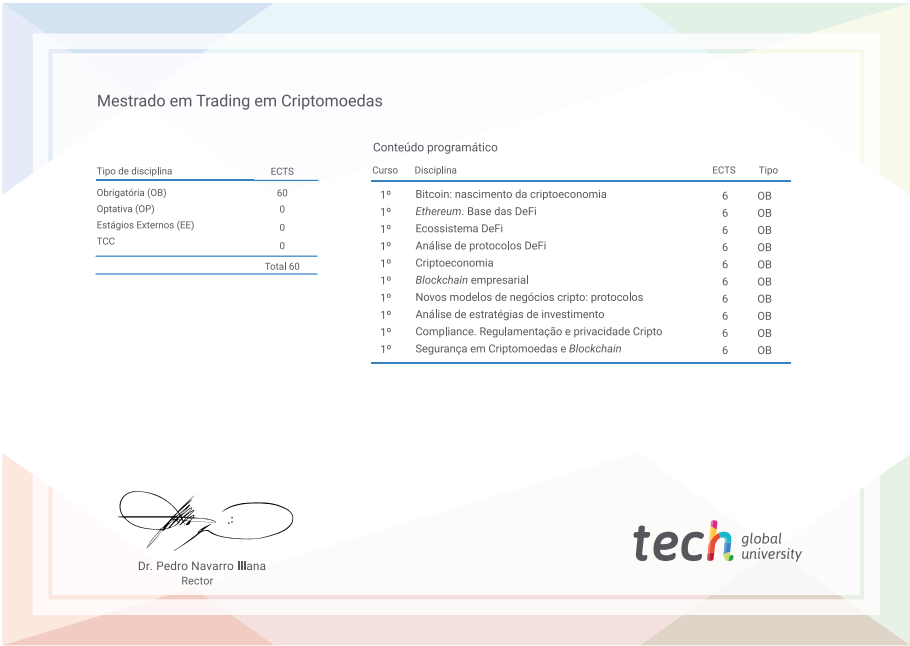 Mestrado em Trading em Criptomoedas
Tipo de disciplina ECTS
Obrigatória (OB) 60
Optativa (OP) 0
Estágios Externos (EE) 0
TCC 0
Total 60
Conteúdo programático
Curso Disciplina ECTS Tipo
1º Bitcoin: nascimento da criptoeconomia 6 OB
1º Ethereum. Base das DeFi 6 OB
1º Ecossistema DeFi 6 OB
1º Análise de protocolos DeFi 6 OB
1º Criptoeconomia 6 OB
1º Blockchain empresarial 6 OB
1º Novos modelos de negócios cripto: protocolos 6 OB
1º Análise de estratégias de investimento 6 OB
1º Compliance. Regulamentação e privacidade Cripto 6 OB
1º Segurança em Criptomoedas e Blockchain 6 OB
Dr. Pedro Navarro Illana
Rector
tech global
university